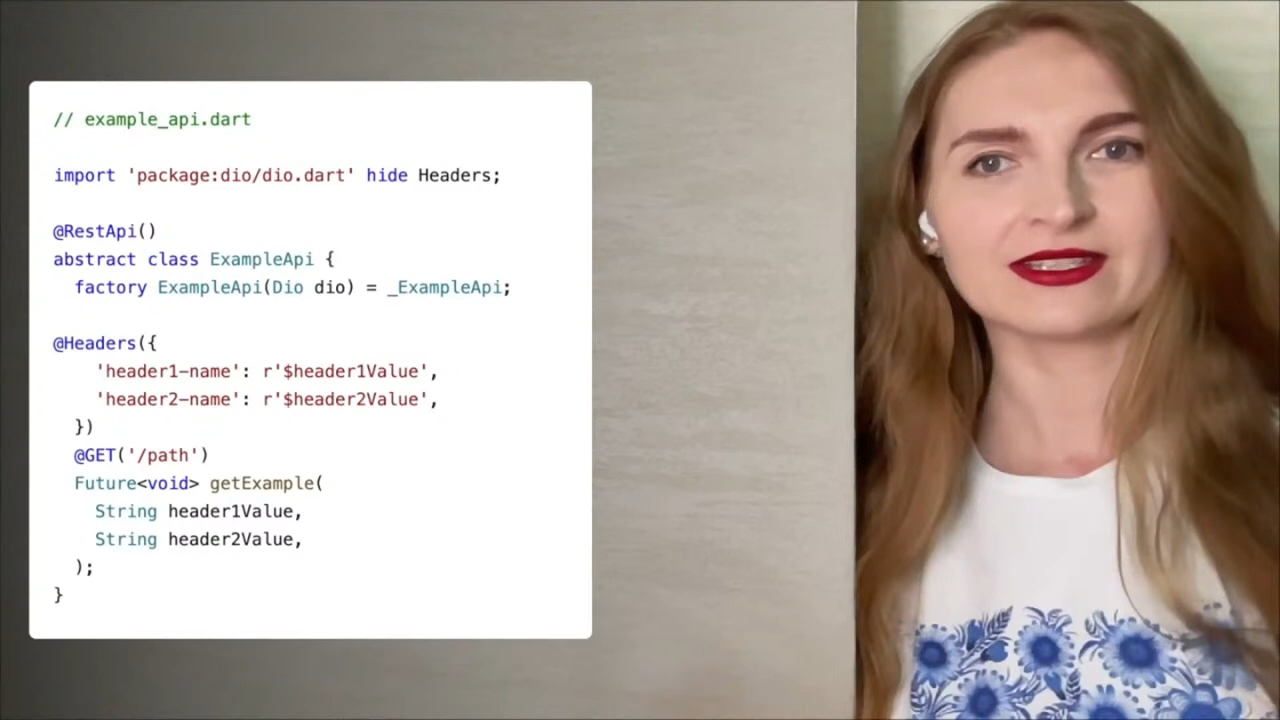 // example_api.dart
import 'package:dio/dio.dart' hide Headers;
@RestApi()
abstract class ExampleApi {
factory ExampleApi(Dio dio) = _ExampleApi;
@Headers({
'header1-name': r'$header1Value',
'header2-name': r'$header2Value',
})
@GET('/path')
Future<void> getExample(
String header1Value,
String header2Value,
);
}